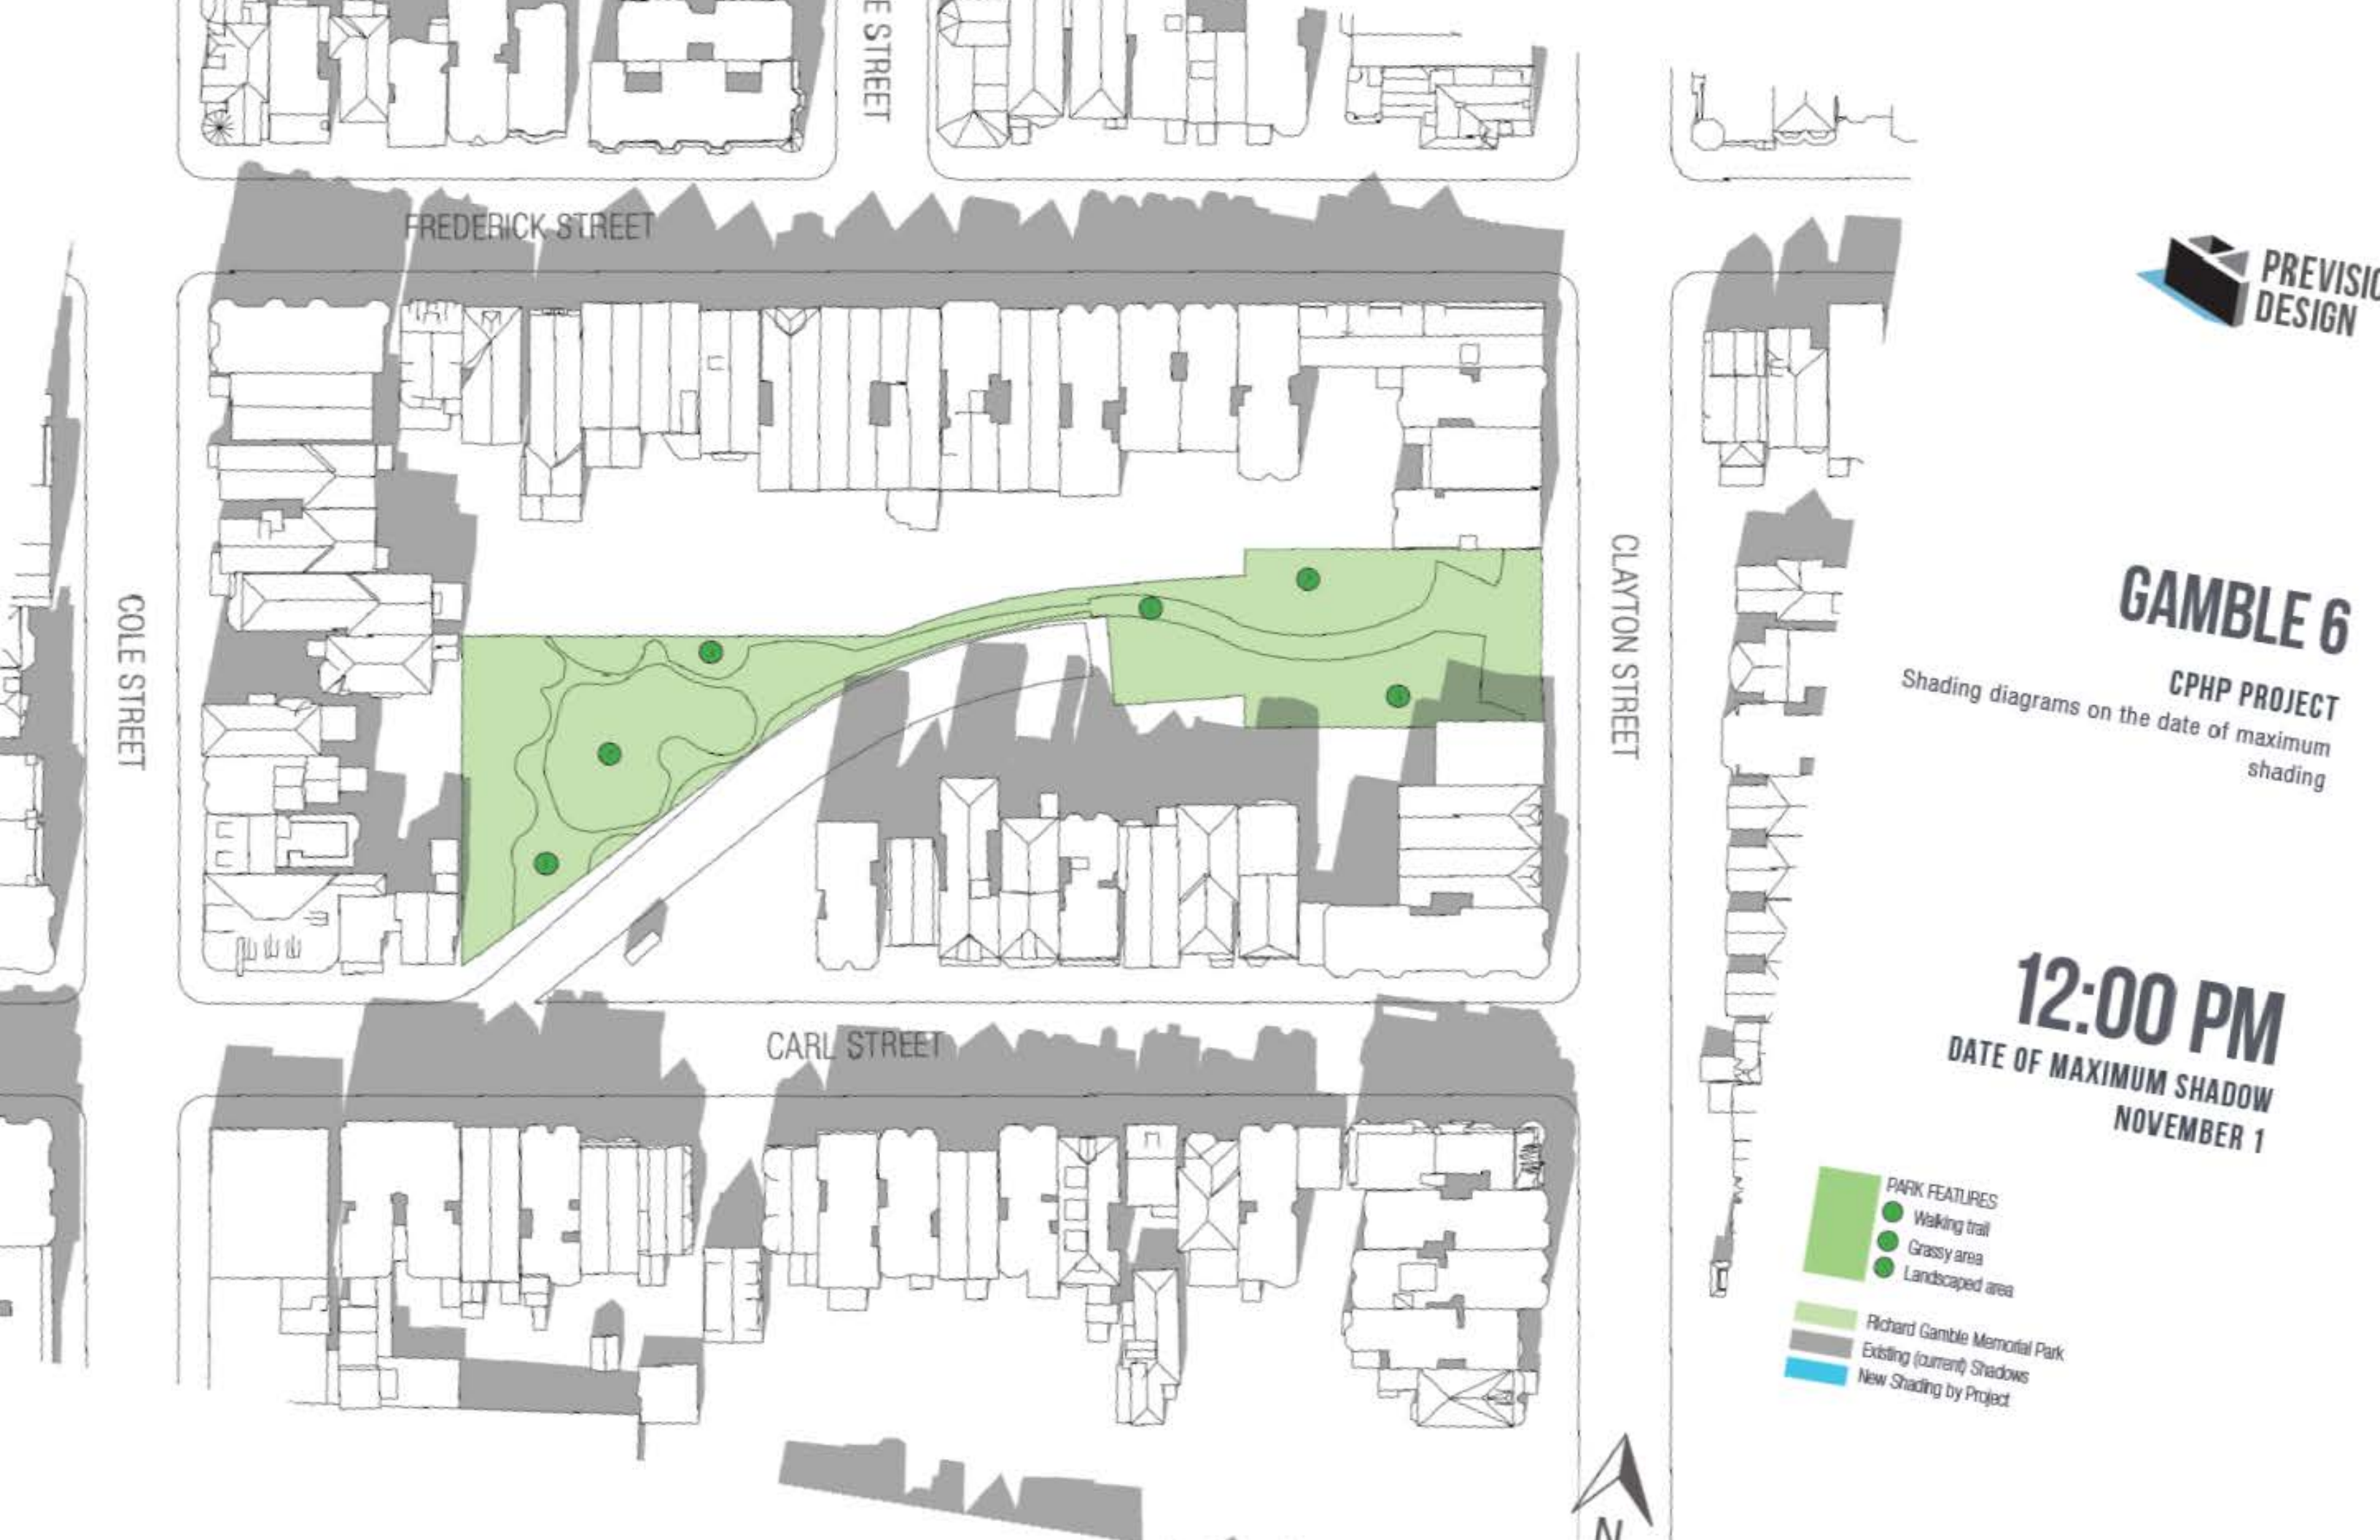 E STREET
FREDERICK STREET
COLE STREET
CLAYTON STREET
CARL STREET
DESIGN
GAMBLE 6
CPHP PROJECT
Shading diagrams on the date of maximum
shading
12:00 PM
DATE OF MAXIMUM SHADOW
NOVEMBER 1
PARK FEATURES
Walking trail
Grassy area
Landscaped area
Richard Gamble Memorial Park
Existing (current) Shadows
New Shading by Project
N